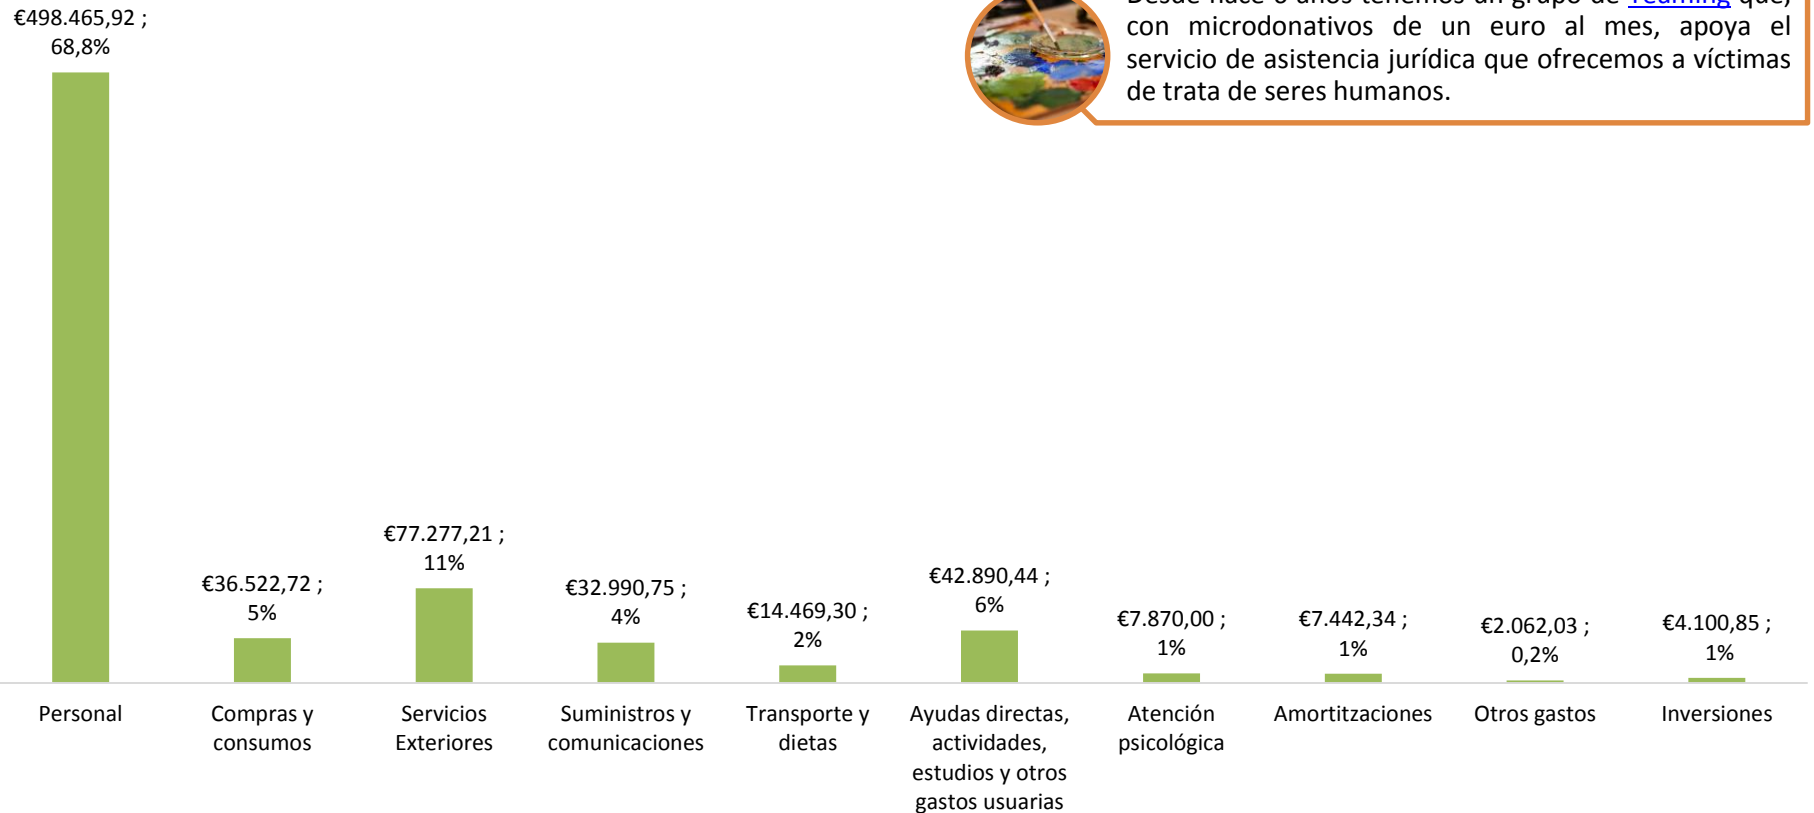 €498.465,92 ;
68,8%
con microdonativos de un euro al mes, apoya el
servicio de asistencia jurídica que ofrecemos a víctimas
de trata de seres humanos.
€36.522,72 ;
5%
€77.277,21 ;
11%
€32.990,75 ;
4%
€14.469,30 ;
2%
€42.890,44 ;
6%
€7.870,00 ;
1%
€7.442,34 ;
1%
€2.062,03 ;
0,2%
€4.100,85 ;
1%
Personal
Compras y
consumos
Servicios
Exteriores
Suministros y
comunicaciones
Transporte y
dietas
Ayudas directas,
actividades,
estudios y otros
gastos usuarias
Atención
psicológica
Amortitzaciones
Otros gastos
Inversiones